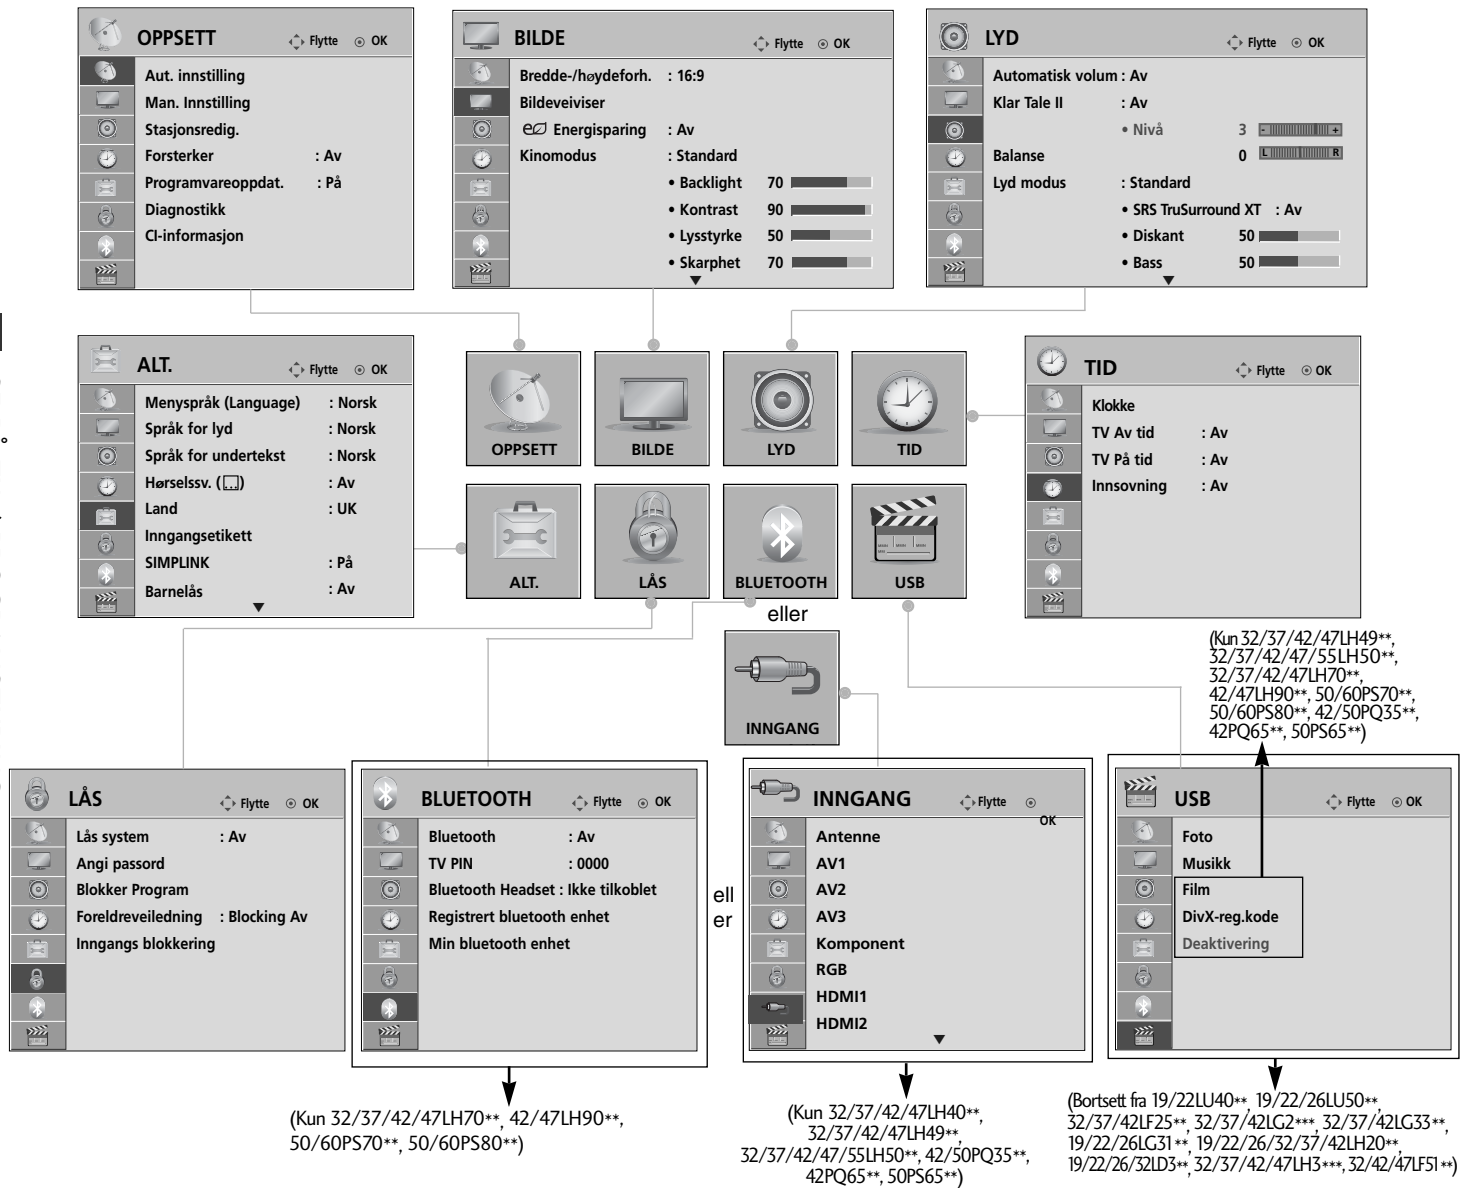 OPPSETT
Flytte OK
Aut. innstilling
Man. Innstilling
Stasjonsredig.
Forsterker : Av
Programvareoppdat. : På
Diagnostikk
CI-informasjon
BILDE
Flytte OK
Bredde-/høydeforh. : 16:9
Bildeveiviser
Energisparing : Av
Kinomodus : Standard
• Backlight 70
• Kontrast 90
• Lysstyrke 50
• Skarphet 70
LYD
Flytte OK
Automatisk volum : Av
Klar Tale II : Av
• Nivå 3 - +
Balanse 0 L R
Lyd modus : Standard
• SRS TruSurround XT : Av
• Diskant 50
• Bass 50
ALT.
Flytte OK
Menyspråk (Language) : Norsk
Språk for lyd : Norsk
Språk for undertekst : Norsk
Hørselssv. ( ) : Av
Land : UK
Inngangsetikett
SIMPLINK : På
Barnelås : Av
OPPSETT
BILDE
LYD
TID
ALT.
LÅS
BLUETOOTH
USB
eller
INNGANG
TID
Flytte OK
Klokke
TV Av tid : Av
TV På tid : Av
Innsovning : Av
(Kun 32/37/42/47LH49**,
32/37/42/47/55LH50**,
32/37/42/47LH70**,
42/47LH90**, 50/60PS70**,
50/60PS80**, 42/50PQ35**,
42PQ65**, 50PS65**)
LÅS
Flytte OK
Lås system : Av
Angi passord
Blokker Program
Foreldreveiledning : Blocking Av
Inngangs blokkering
BLUETOOTH
Flytte OK
Bluetooth : Av
TV PIN : 0000
Bluetooth Headset : Ikke tilkoblet
Registrert bluetooth enhet
Min bluetooth enhet
ell
er
INNGANG
Flytte
OK
Antenne
AV1
AV2
AV3
Komponent
RGB
HDMI1
HDMI2
USB
Flytte OK
Foto
Musikk
Film
DivX-reg.kode
Deaktivering
(Kun 32/37/42/47LH70**, 42/47LH90**,
50/60PS70**, 50/60PS80**)
(Kun 32/37/42/47LH40**,
32/37/42/47LH49**,
32/37/42/47/55LH50**, 42/50PQ35**,
42PQ65**, 50PS65**)
(Bortsett fra 19/22LU40**, 19/22/26LU50**,
32/37/42LF25**, 32/37/42LG2***, 32/37/42LG33**,
19/22/26LG31**, 19/22/26/32/37/42LH20**,
19/22/26/32LD3**, 32/37/42/47LH3***, 32/42/47LF51**)